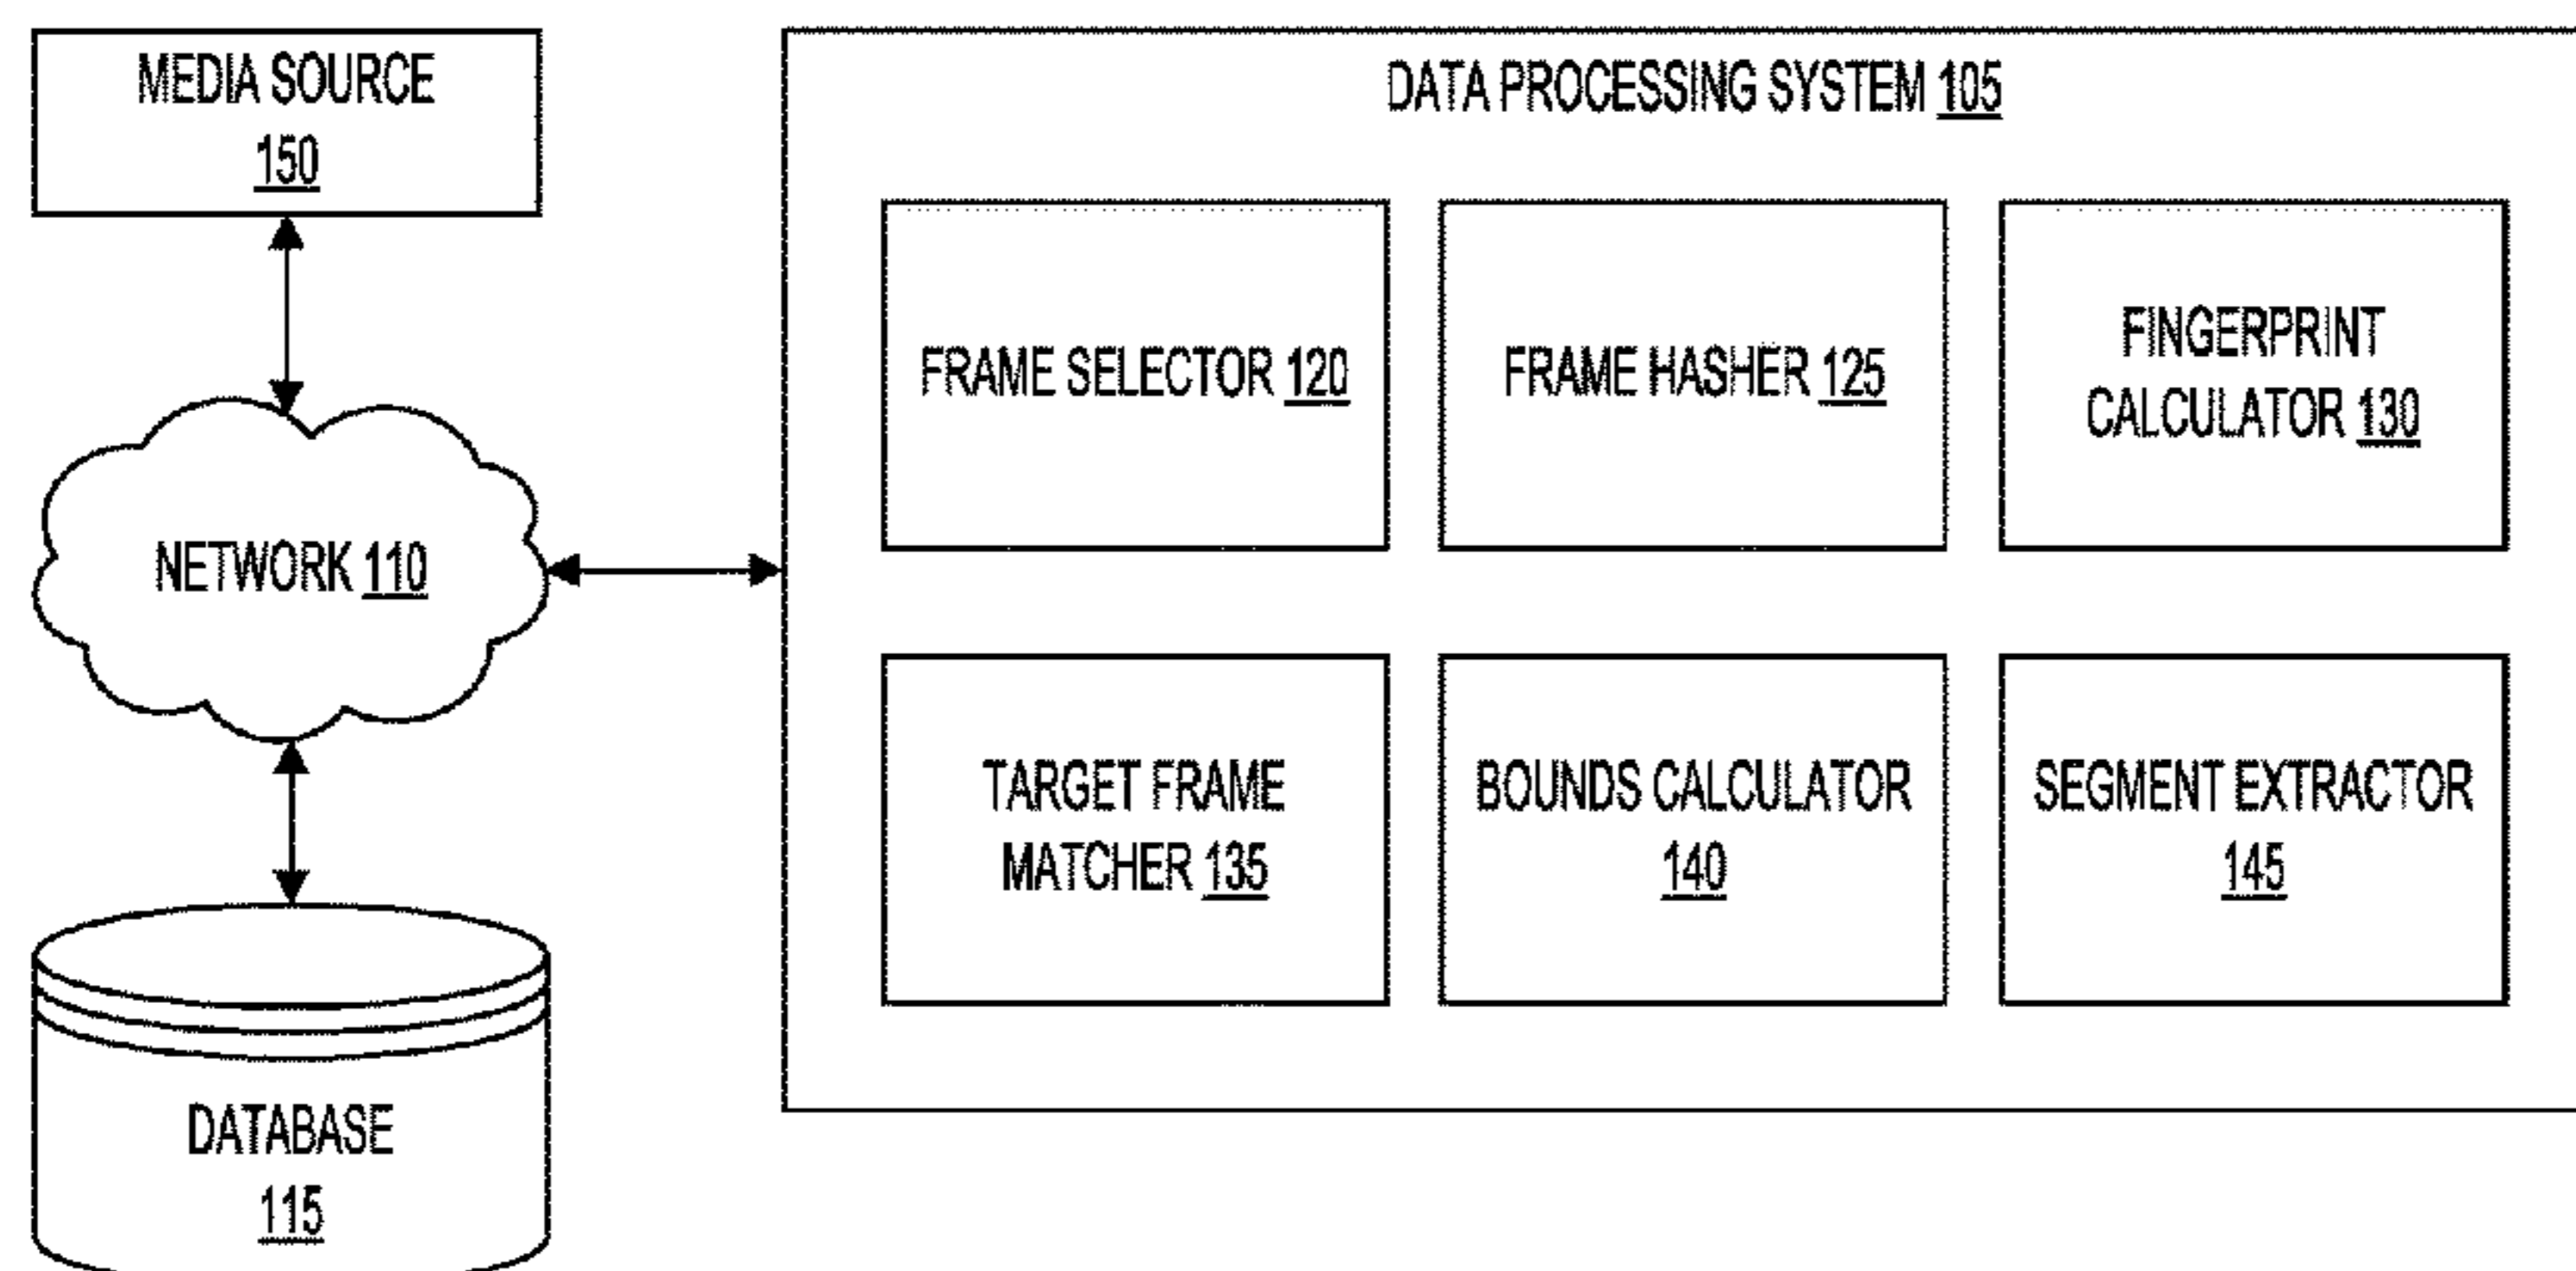 MEDIA SOURCE
150
DATA PROCESSING SYSTEM 105
FRAME SELECTOR 120
FRAME HASHER 125
FINGERPRINT
CALCULATOR 130
NETWORK 110
TARGET FRAME
MATCHER 135
BOUNDS CALCULATOR
140
SEGMENT EXTRACTOR
145
DATABASE
115